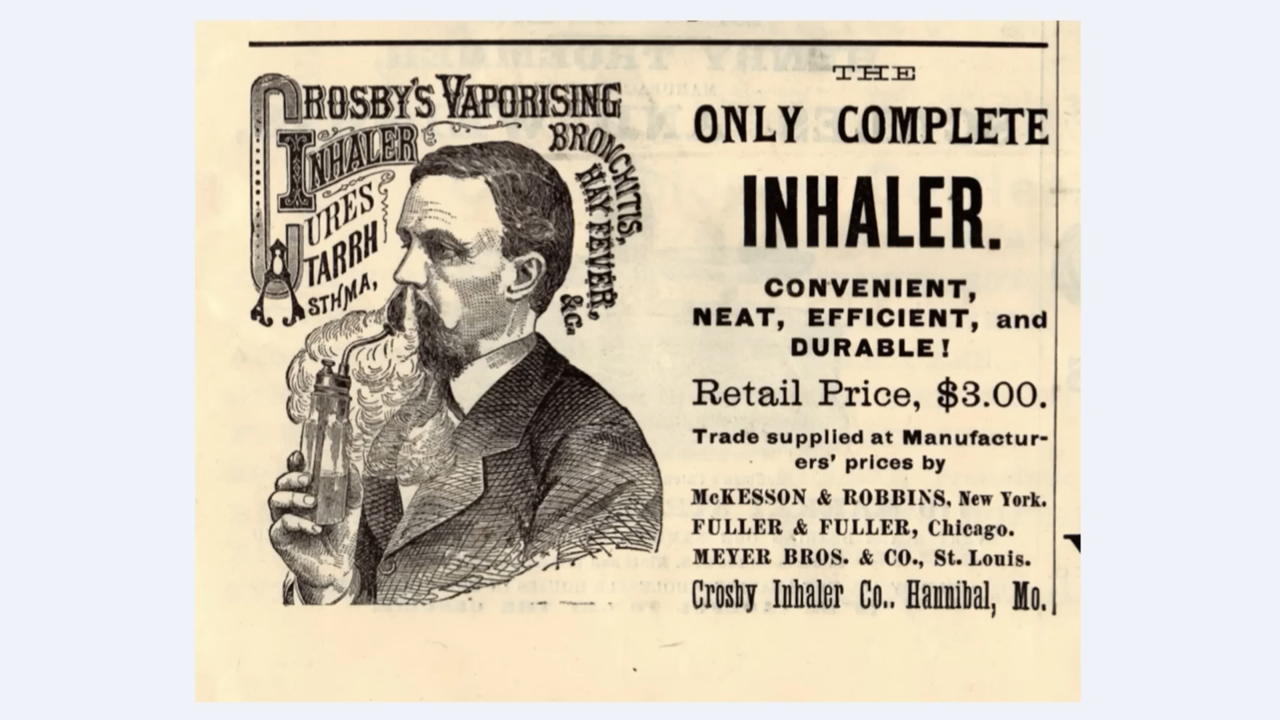 CROSBY'S VAPORISING
INHALER
CURES
CATARRH
ASTHMA,
BRONCHITIS,
HAY FEVER,
&C.
THE
ONLY COMPLETE
INHALER.
CONVENIENT,
NEAT, EFFICIENT, and
DURABLE!
Retail Price, $3.00.
Trade supplied at Manufactur-
ers' prices by
McKESSON & ROBBINS, New York.
FULLER & FULLER, Chicago.
MEYER BROS. & CO., St. Louis.
Crosby Inhaler Co.. Hannibal, Mo.